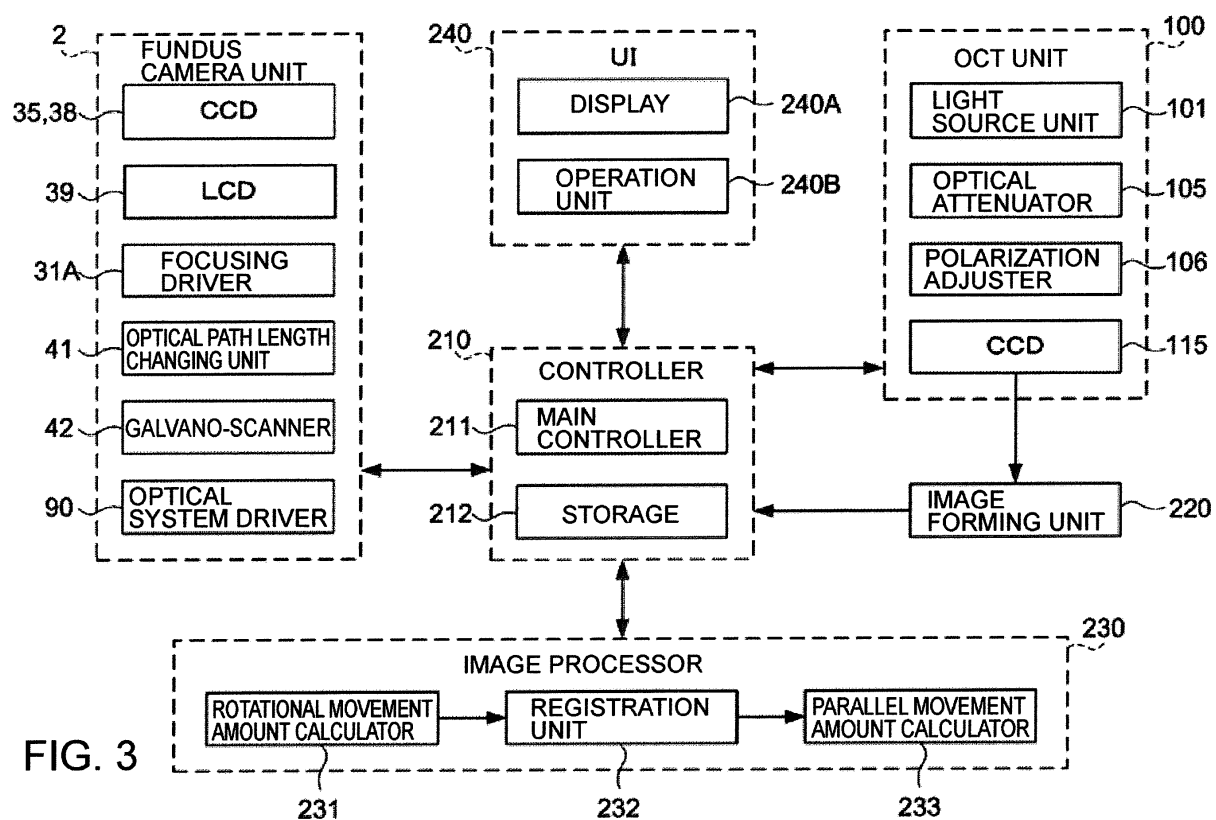 2
FUNDUS
CAMERA UNIT
35,38
CCD
39
LCD
31A
FOCUSING
DRIVER
41
OPTICAL PATH LENGTH
CHANGING UNIT
42
GALVANO-SCANNER
90
OPTICAL
SYSTEM DRIVER
240
UI
DISPLAY
240A
OPERATION
UNIT
240B
210
CONTROLLER
211
MAIN
CONTROLLER
212
STORAGE
100
OCT UNIT
LIGHT
SOURCE UNIT
101
OPTICAL
ATTENUATOR
105
POLARIZATION
ADJUSTER
106
CCD
115
IMAGE
FORMING UNIT
220
230
IMAGE PROCESSOR
ROTATIONAL MOVEMENT
AMOUNT CALCULATOR
REGISTRATION
UNIT
PARALLEL MOVEMENT
AMOUNT CALCULATOR
231
232
233
FIG. 3